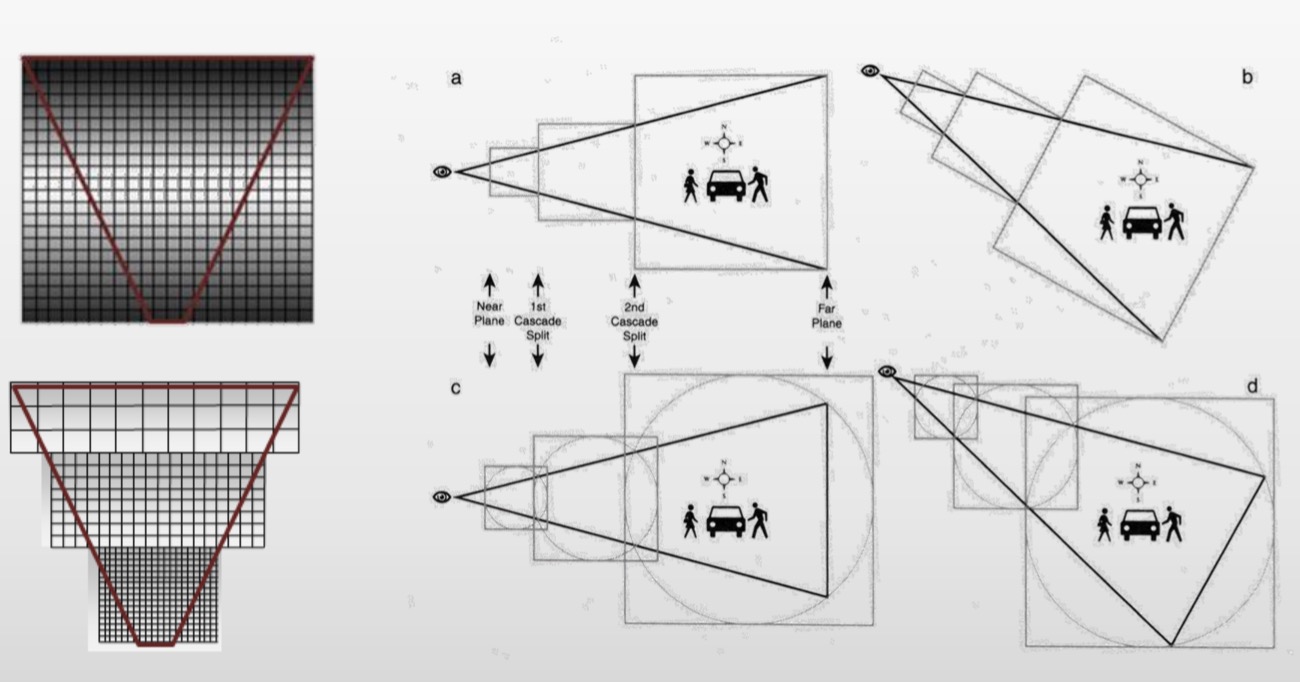 a
N
W E
S
b
N
W E
S
Near
Plane
1st
Cascade
Split
2nd
Cascade
Split
Far
Plane
c
N
W E
S
d
N
W E
S